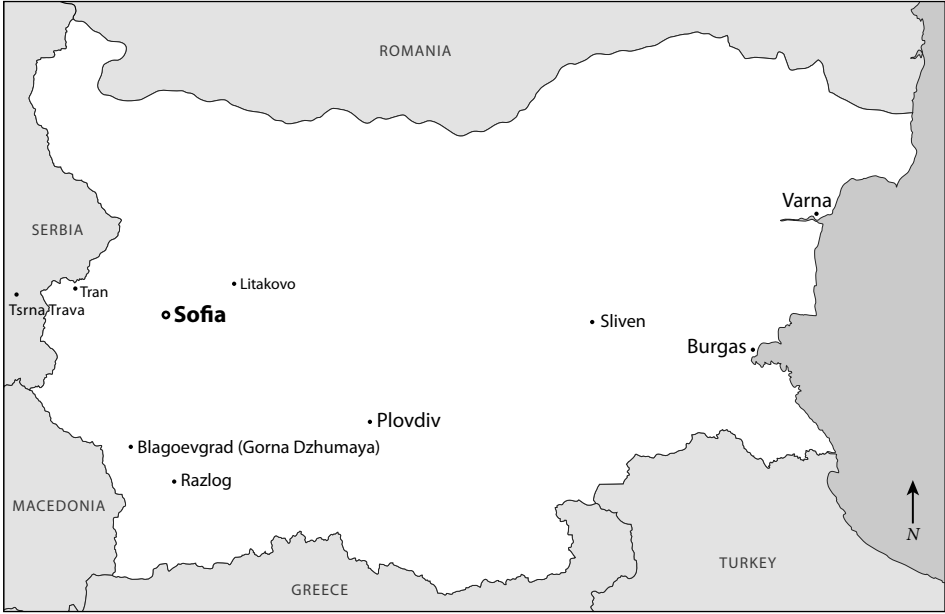 ROMANIA
Varna
SERBIA
Litakovo
Tran
Tsrna Trava
Sofia
Sliven
Burgas
Plovdiv
Blagoevgrad (Gorna Dzhumaya)
Razlog
MACEDONIA
N
TURKEY
GREECE